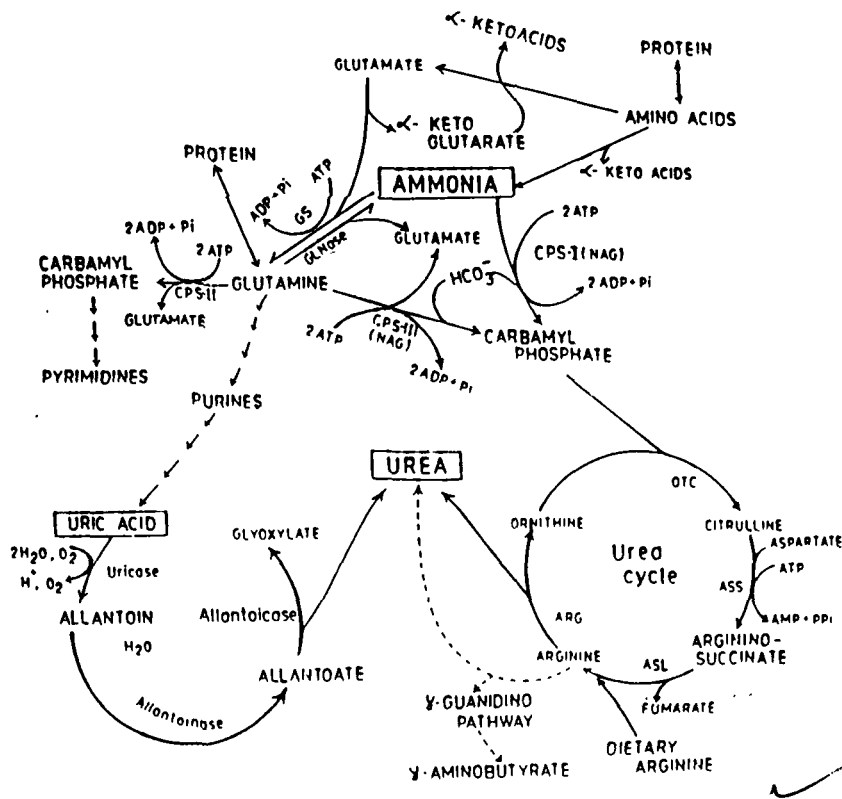 α- KETOACIDS
GLUTAMATE
PROTEIN
AMINO ACIDS
α- KETO
GLUTARATE
α- KETO ACIDS
PROTEIN
ADP+Pi
ATP
GS
GLNase
AMMONIA
GLUTAMATE
2ATP
CPS-I (NAG)
2 ADP+Pi
HCO3-
2ADP+Pi
2ATP
CARBAMYL
PHOSPHATE
CPS-II
GLUTAMATE
GLUTAMINE
2ATP
CPS-III
(NAG)
2ADP+Pi
CARBAMYL
PHOSPHATE
PYRIMIDINES
PURINES
UREA
OTC
ORNITHINE
CITRULLINE
ASPARTATE
ATP
ASS
AMP+PPi
Urea
cycle
URIC ACID
2H2O, O2
H+, O2
Uricase
GLYOXYLATE
ALLANTOIN
H2O
Allantoicase
ARG
ARGININE
ASL
ARGININO-
SUCCINATE
ALLANTOATE
Allantoinase
FUMARATE
γ-GUANIDINO
PATHWAY
DIETARY
ARGININE
γ-AMINOBUTYRATE